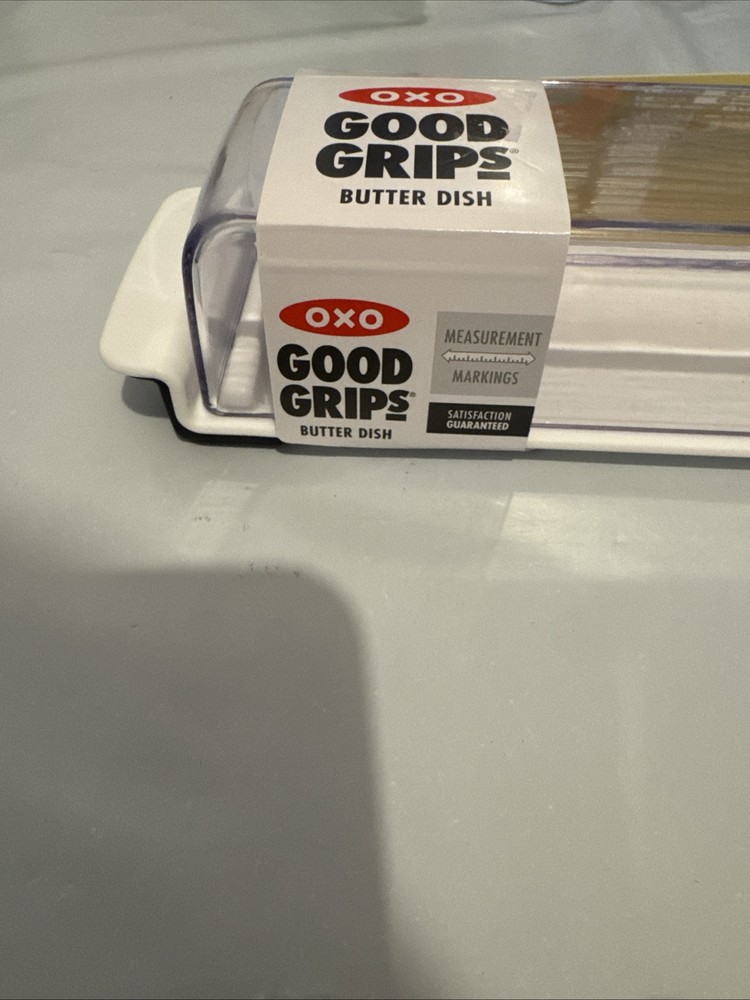 OXO
GOOD
GRIPS®
BUTTER DISH
OXO
GOOD
GRIPS®
BUTTER DISH
MEASUREMENT
MARKINGS
SATISFACTION
GUARANTEED